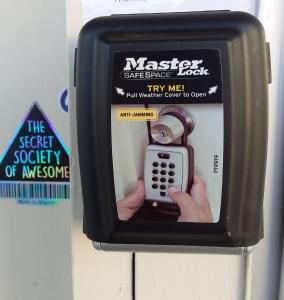 Master
Lock
SAFESPACE
TRY ME!
Pull Weather Cover to Open
ANTI-JAMMING
THE
SECRET
SOCIETY
OF AWESOME